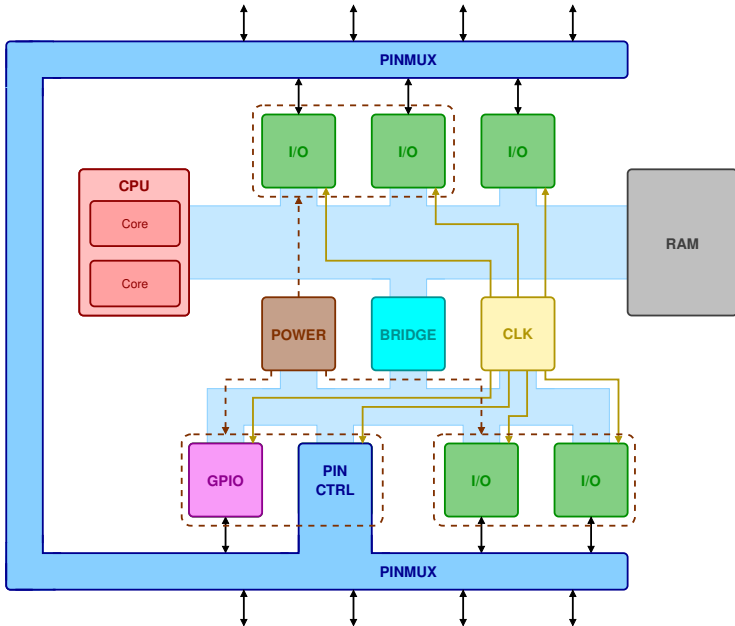 PINMUX
I/O
I/O
I/O
CPU
Core
Core
RAM
POWER
BRIDGE
CLK
GPIO
PIN
CTRL
I/O
I/O
PINMUX